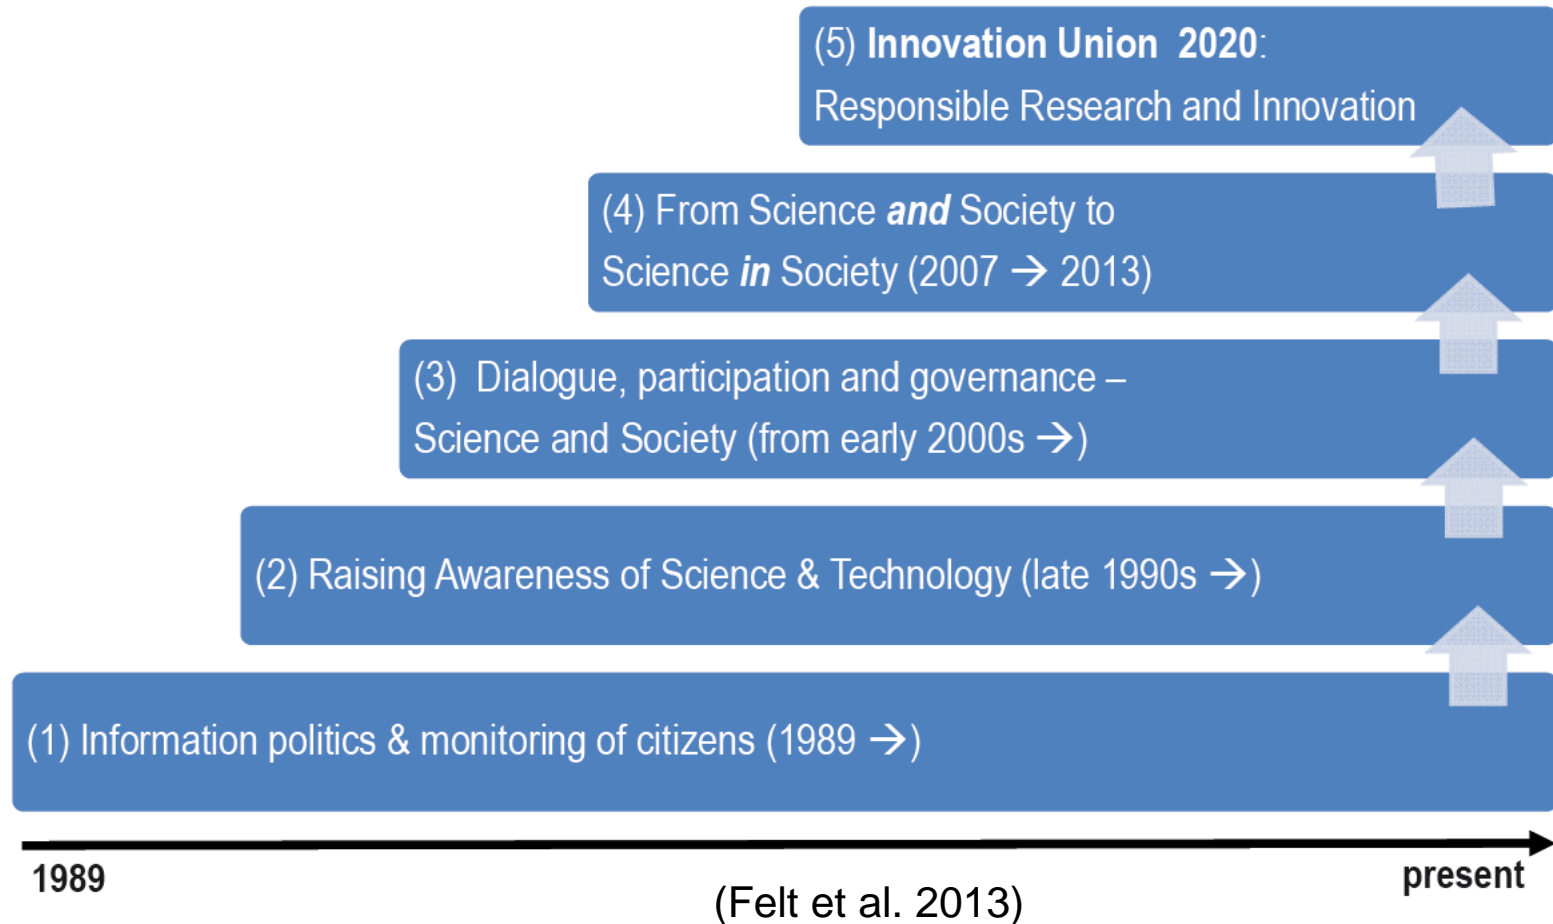 (5) Innovation Union 2020:
Responsible Research and Innovation
(4) From Science and Society to
Science in Society (2007 → 2013)
(3) Dialogue, participation and governance –
Science and Society (from early 2000s →)
(2) Raising Awareness of Science & Technology (late 1990s →)
(1) Information politics & monitoring of citizens (1989 →)
1989
present
(Felt et al. 2013)